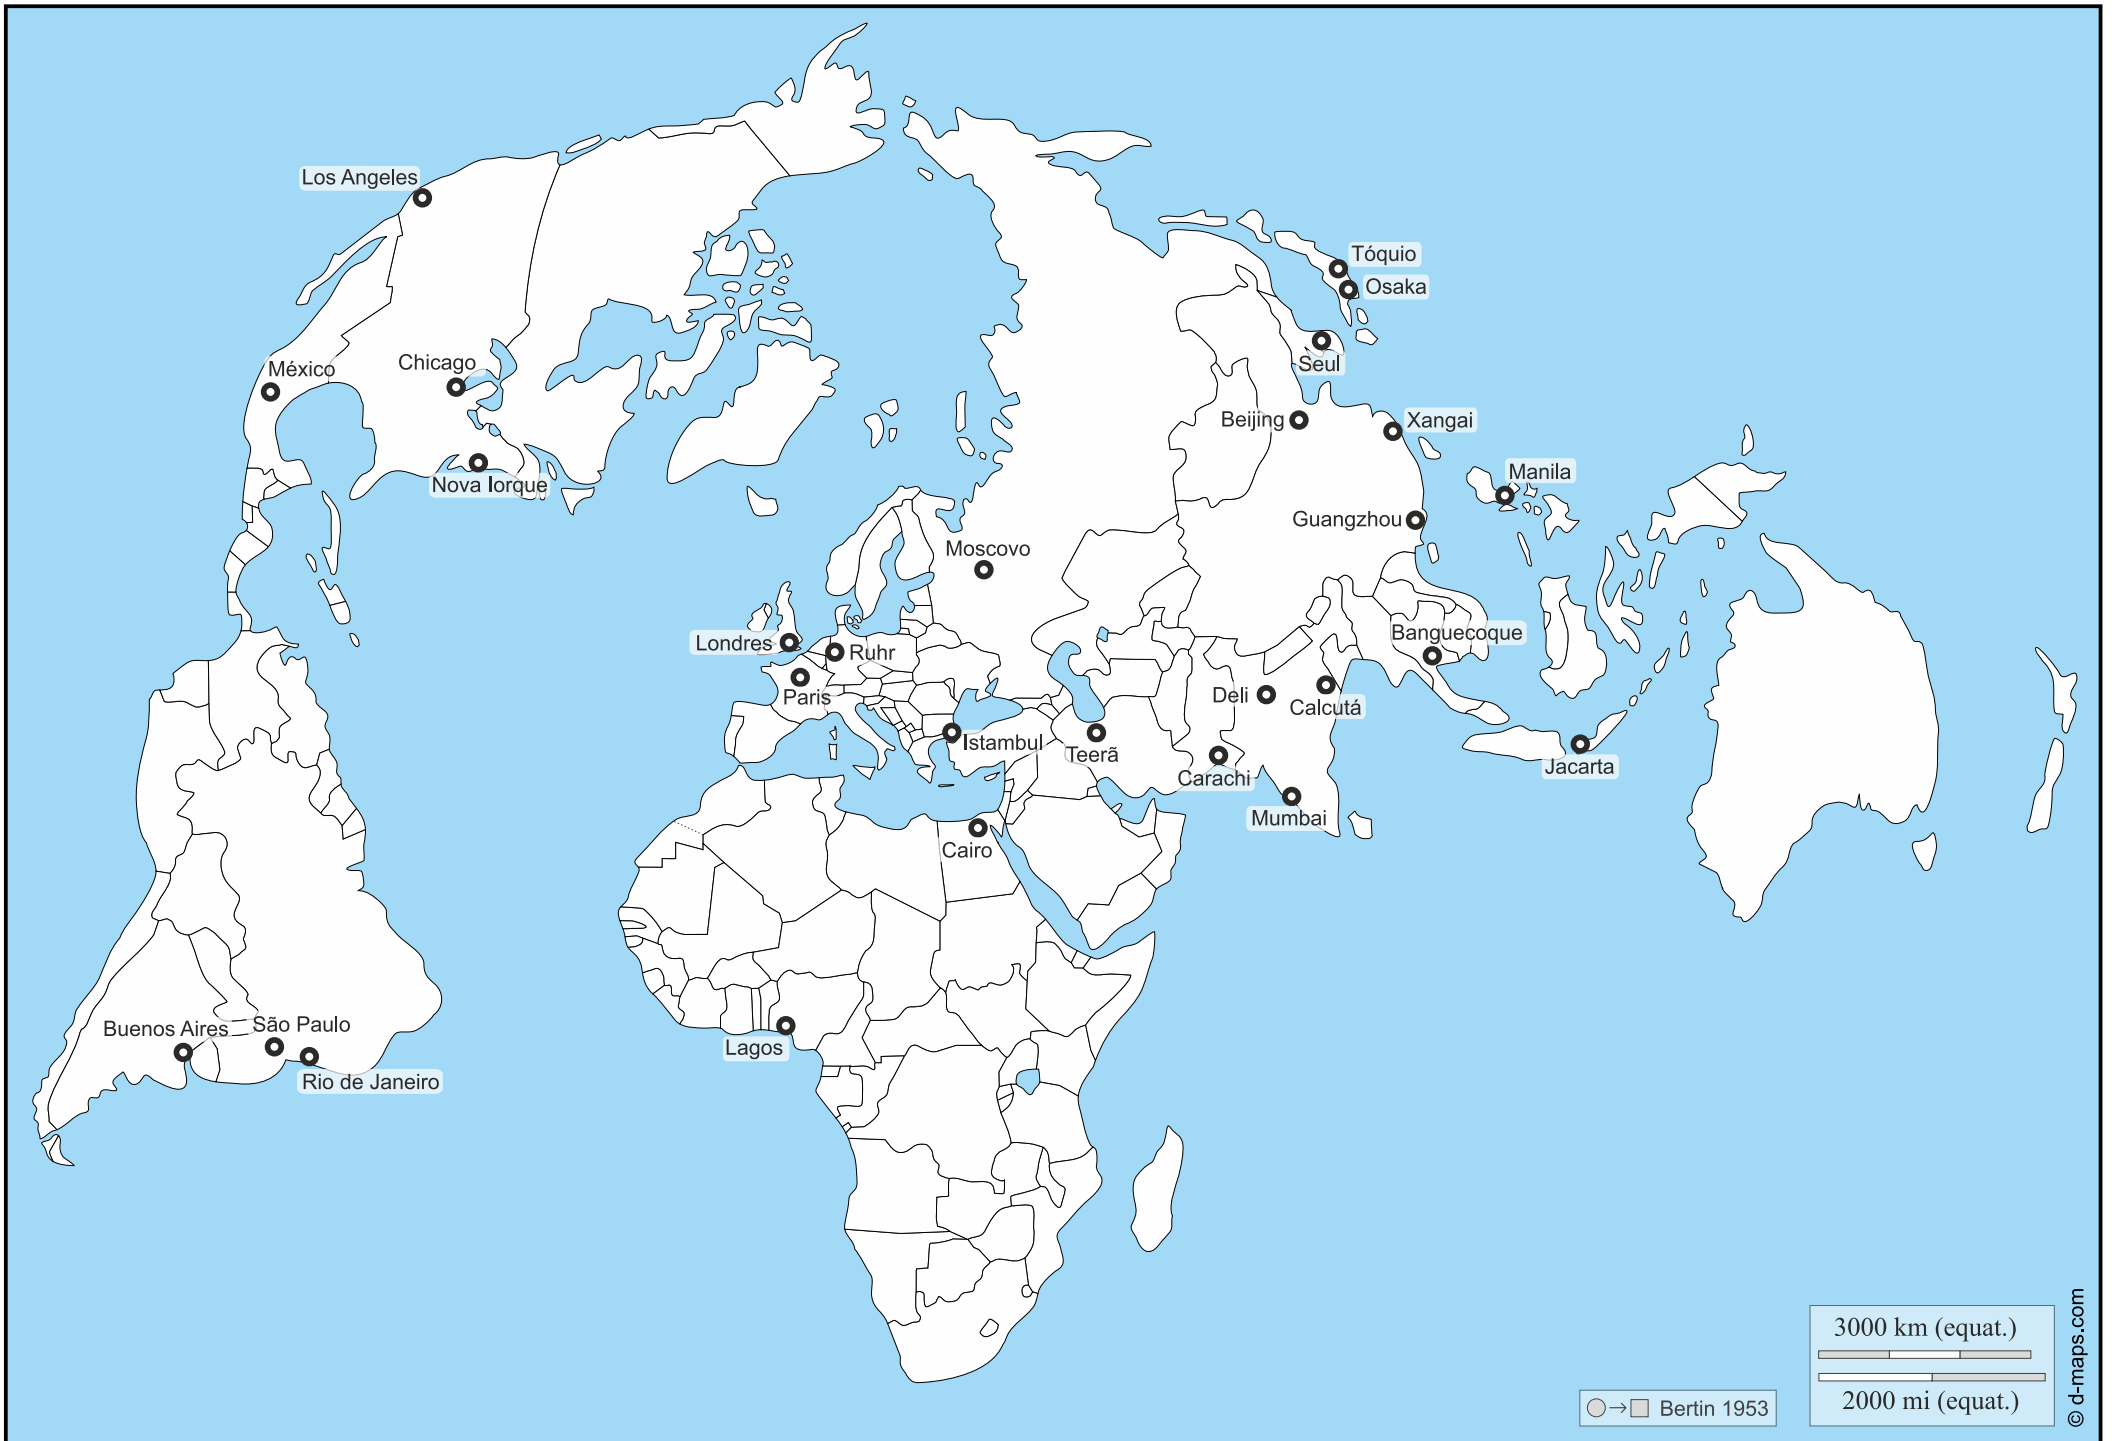 Los Angeles
Tóquio
Osaka
Chicago
México
Seul
Beijing
Xangai
Nova Iorque
Manila
Guangzhou
Moscovo
Londres
Ruhr
Banguecoque
Paris
Deli
Calcutá
Istambul
Teerã
Carachi
Jacarta
Mumbai
Cairo
Buenos Aires
São Paulo
Lagos
Rio de Janeiro
3000 km (equat.)
2000 mi (equat.)
Bertin 1953
© d-maps.com